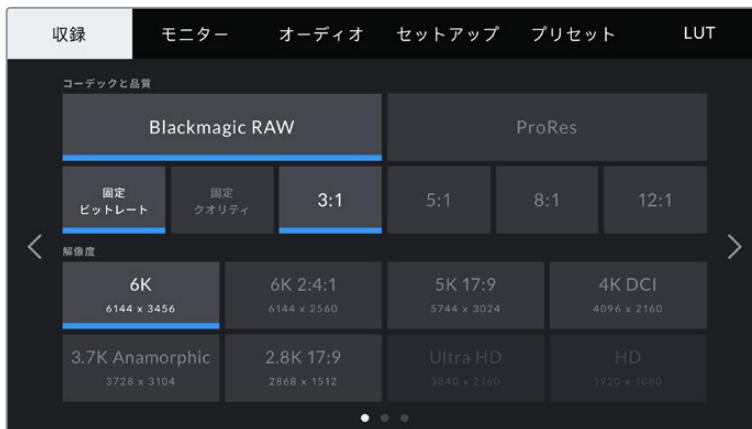 収録 モニター オーディオ セットアップ プリセット LUT
コーデックと品質
Blackmagic RAW ProRes
固定 固定
ビットレート クオリティ 3:1 5:1 8:1 12:1
解像度
6K 6K 2:4:1 5K 17:9 4K DCI
6144 x 3456 6144 x 2560 5744 x 3024 4096 x 2160
3.7K Anamorphic 2.8K 17:9 Ultra HD HD
3728 x 3104 2868 x 1512 3840 x 2160 1920 x 1080